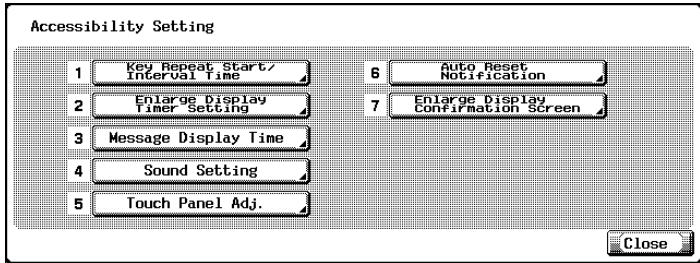 Accessibility Setting
1 Key Repeat Start/
Interval Time
2 Enlarge Display
Timer Setting
3 Message Display Time
4 Sound Setting
5 Touch Panel Adj.
6 Auto Reset
Notification
7 Enlarge Display
Confirmation Screen
Close